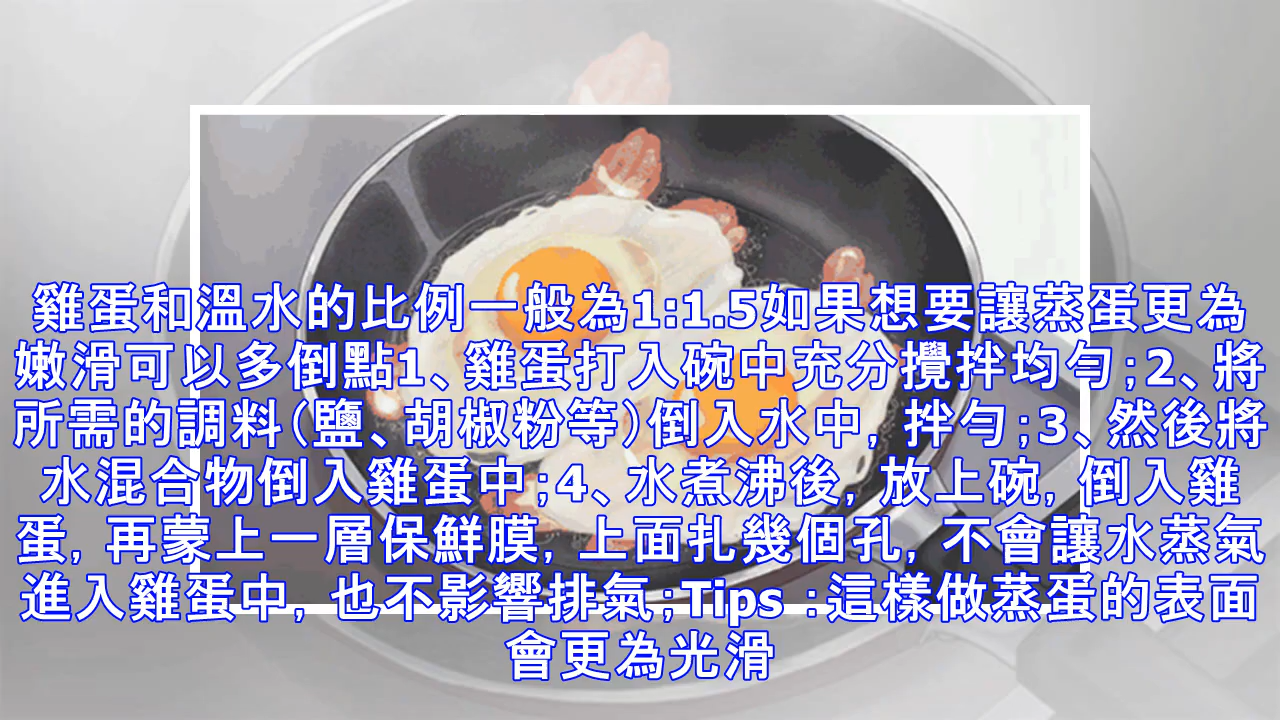 雞蛋和溫水的比例一般為1:1.5如果想要讓蒸蛋更為
嫩滑可以多倒點1、雞蛋打入碗中充分攪拌均勻;2、將
所需的調料(鹽、胡椒粉等)倒入水中, 拌勻;3、然後將
水混合物倒入雞蛋中;4、水煮沸後, 放上碗, 倒入雞
蛋, 再蒙上一層保鮮膜, 上面扎幾個孔, 不會讓水蒸氣
進入雞蛋中, 也不影響排氣;Tips :這樣做蒸蛋的表面
會更為光滑